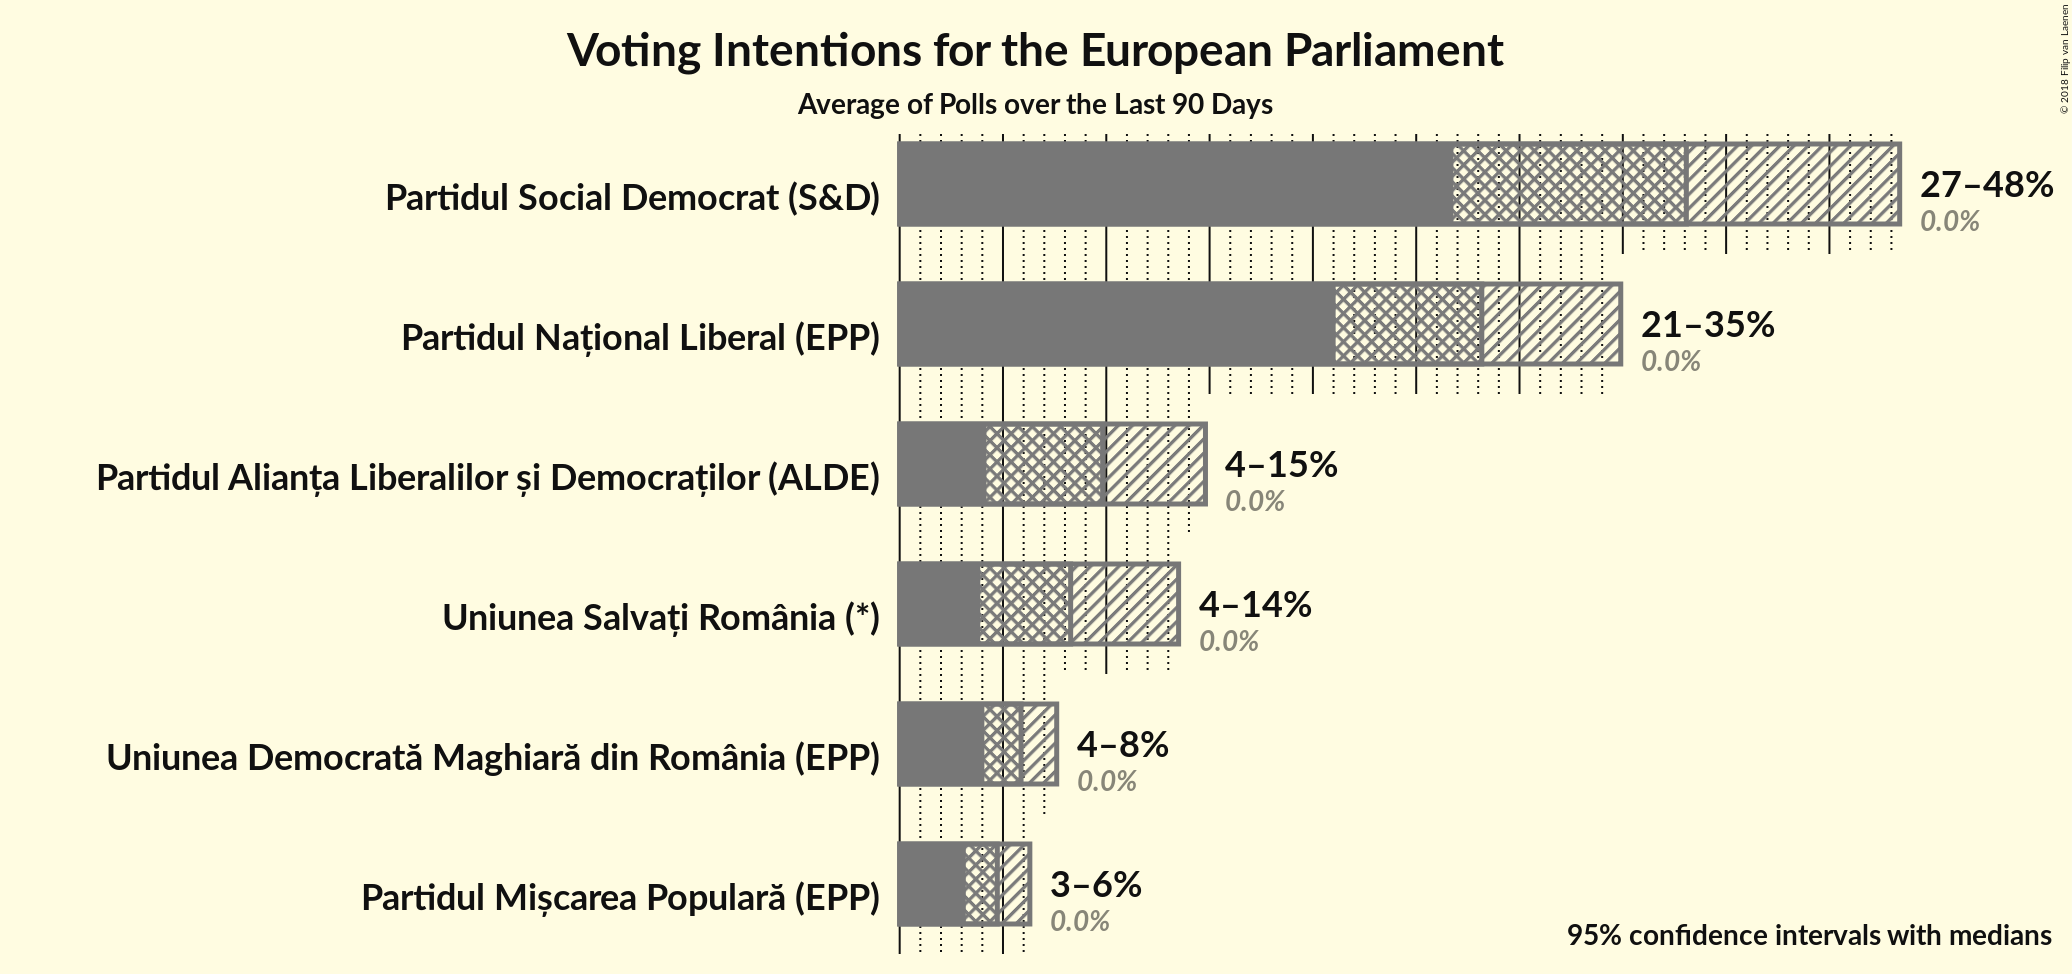 Voting Intentions for the European Parliament
Average of Polls over the Last 90 Days
© 2018 Filip van Laenen
Partidul Social Democrat (S&D)
27–48%
0.0%
Partidul Național Liberal (EPP)
21–35%
0.0%
Partidul Alianța Liberalilor și Democraților (ALDE)
4–15%
0.0%
Uniunea Salvați România (*)
4–14%
0.0%
Uniunea Democrată Maghiară din România (EPP)
4–8%
0.0%
Partidul Mișcarea Populară (EPP)
3–6%
0.0%
95% confidence intervals with medians